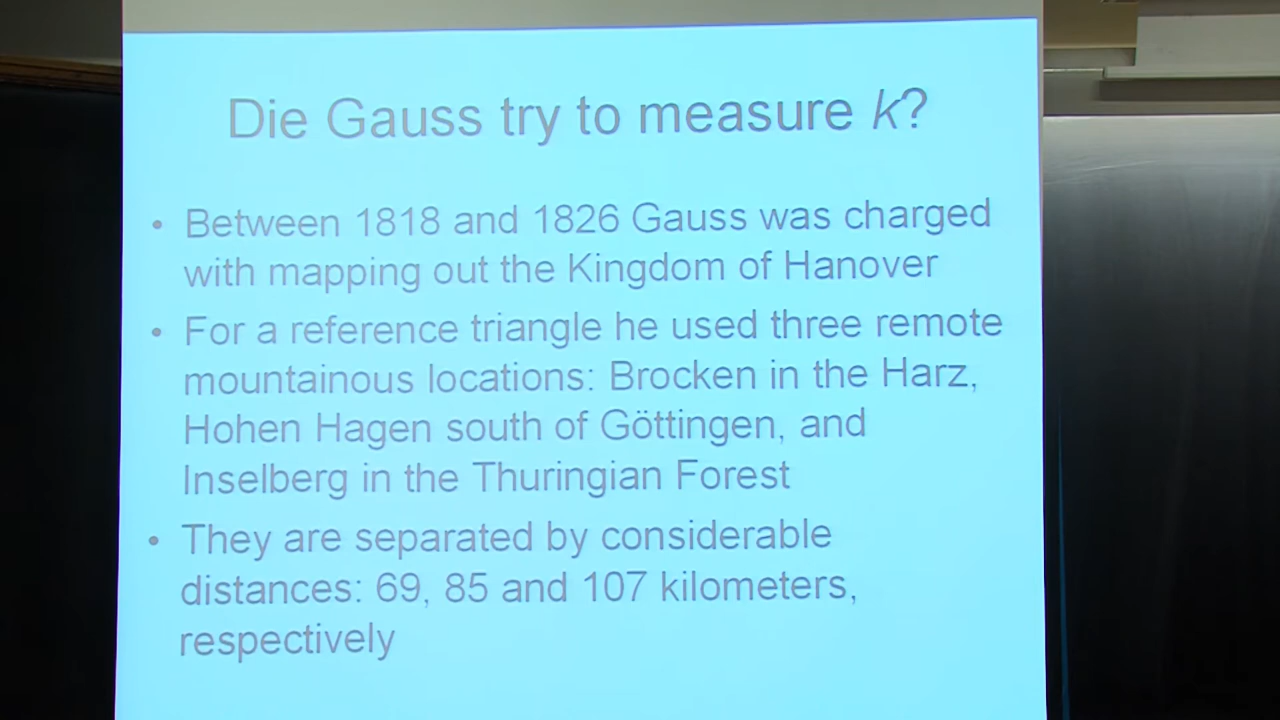 Die Gauss try to measure k?
• Between 1818 and 1826 Gauss was charged
with mapping out the Kingdom of Hanover
• For a reference triangle he used three remote
mountainous locations: Brocken in the Harz,
Hohen Hagen south of Göttingen, and
Inselberg in the Thuringian Forest
• They are separated by considerable
distances: 69, 85 and 107 kilometers,
respectively